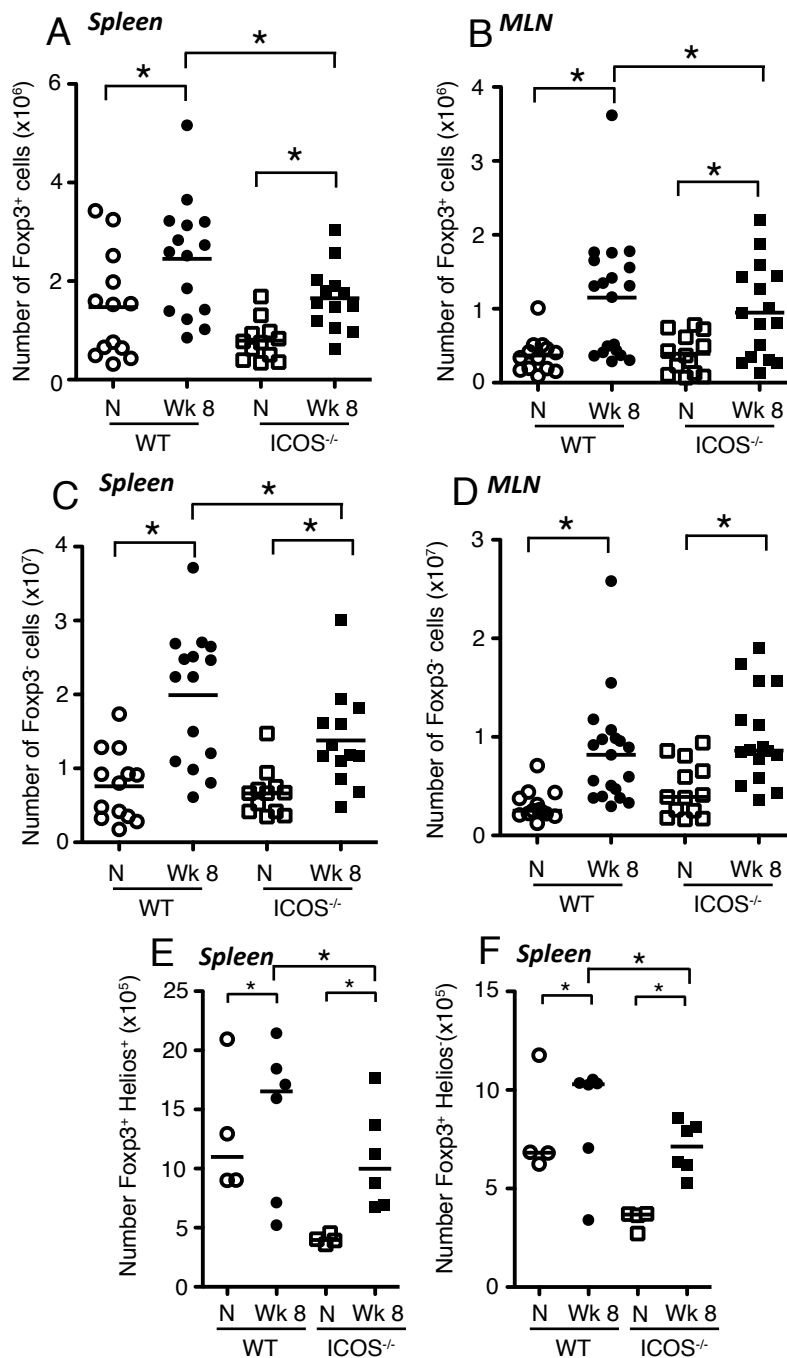 A Spleen
*
*
*
Number of Foxp3⁺ cells (x10⁶)
6
4
2
0
N Wk 8 N Wk 8
WT ICOS⁻/⁻
B MLN
*
*
*
Number of Foxp3⁺ cells (x10⁶)
4
3
2
1
0
N Wk 8 N Wk 8
WT ICOS⁻/⁻
C Spleen
*
*
*
Number of Foxp3⁻ cells (x10⁷)
4
3
2
1
0
N Wk 8 N Wk 8
WT ICOS⁻/⁻
D MLN
*
*
Number of Foxp3⁻ cells (x10⁷)
3
2
1
0
N Wk 8 N Wk 8
WT ICOS⁻/⁻
E Spleen
*
*
*
Number Foxp3⁺ Helios⁺ (x10⁵)
25
20
15
10
5
0
N Wk 8 N Wk 8
WT ICOS⁻/⁻
F Spleen
*
*
*
Number Foxp3⁺ Helios⁻(x10⁵)
15
10
5
0
N Wk 8 N Wk 8
WT ICOS⁻/⁻